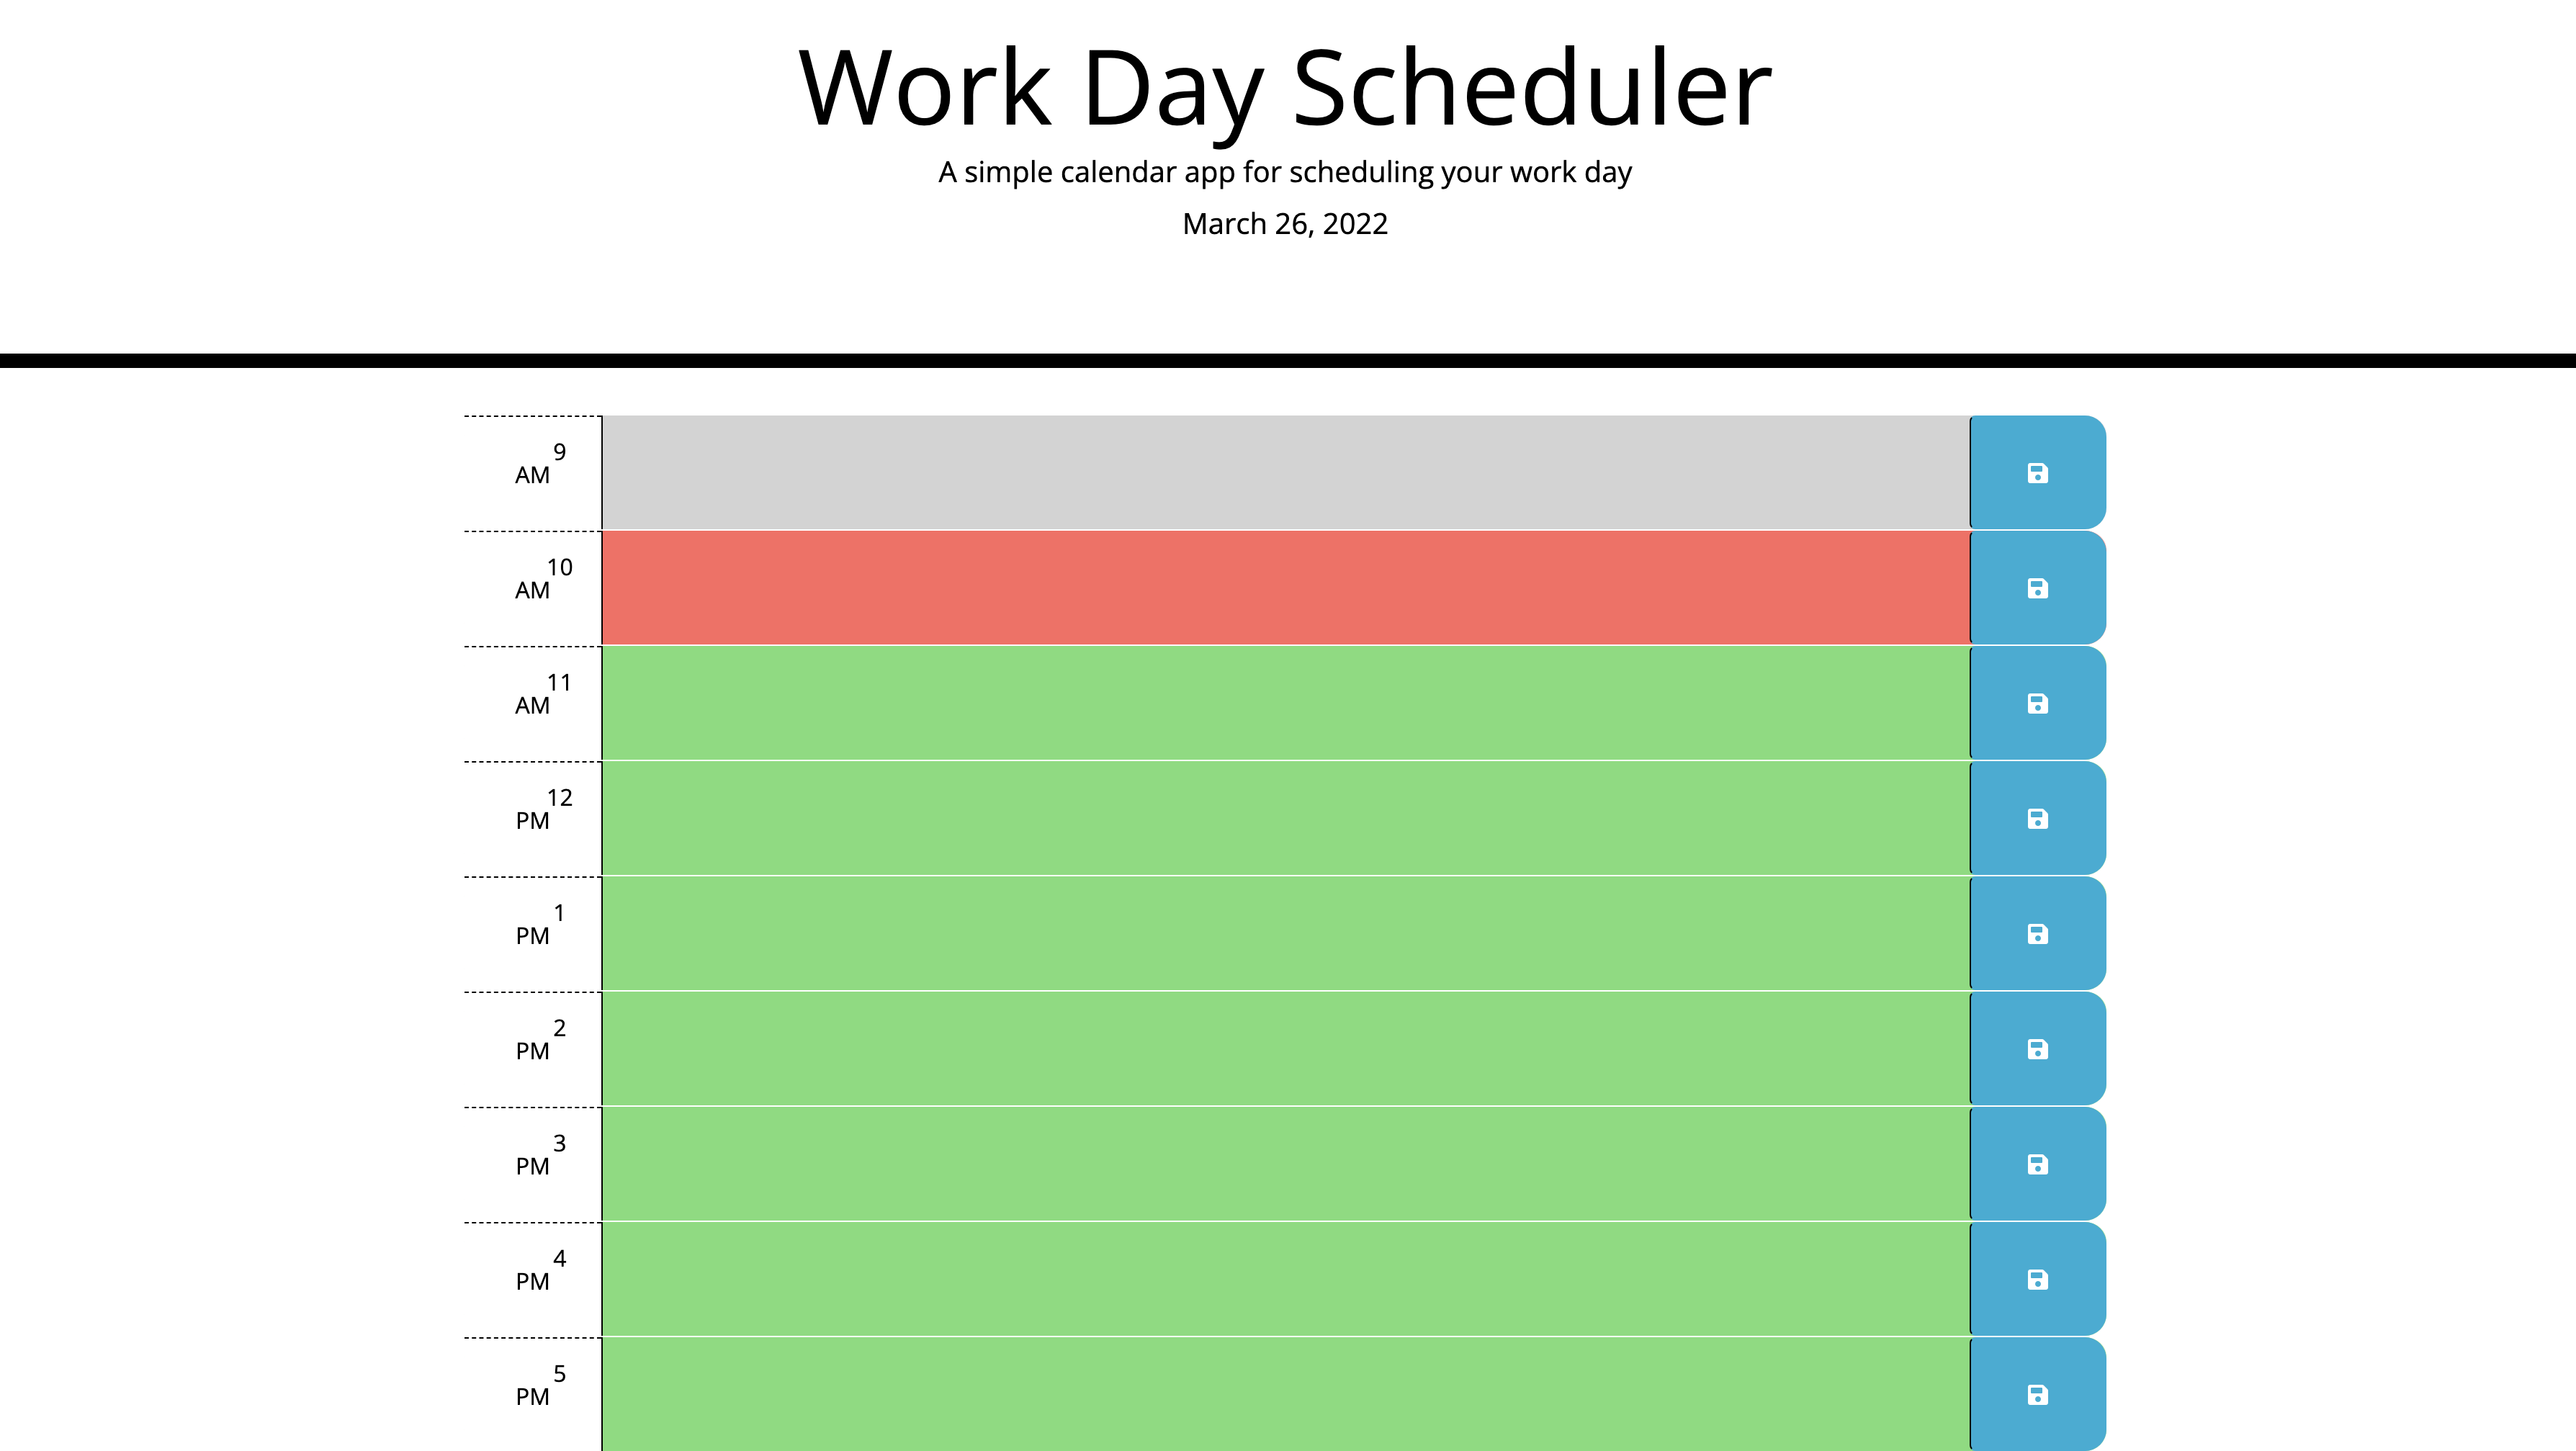 Work Day Scheduler
A simple calendar app for scheduling your work day
March 26, 2022
9
AM
10
AM
11
AM
12
PM
1
PM
2
PM
3
PM
4
PM
5
PM